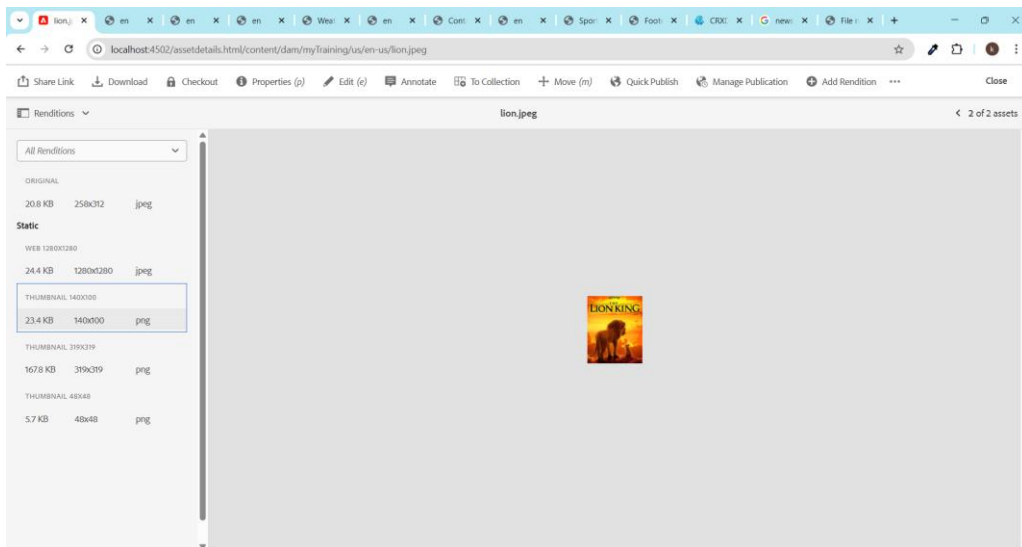 lion.j
en
en
en
Wea
en
Cont
en
Spor
Foot
CRX
G new
File i
localhost:4502/assetdetails.html/content/dam/myTraining/us/en-us/lion.jpeg
Share Link Download Checkout Properties (p) Edit (e) Annotate To Collection Move (m) Quick Publish Manage Publication Add Rendition ••• Close
Renditions lion.jpeg 2 of 2 assets
All Renditions
ORIGINAL
20.8 KB 258x312 jpeg
Static
WEB 1280X1280
24.4 KB 1280x1280 jpeg
THUMBNAIL 140X100
23.4 KB 140x100 png
THUMBNAIL 319X319
167.8 KB 319x319 png
THUMBNAIL 48X48
5.7 KB 48x48 png
THE
LION KING